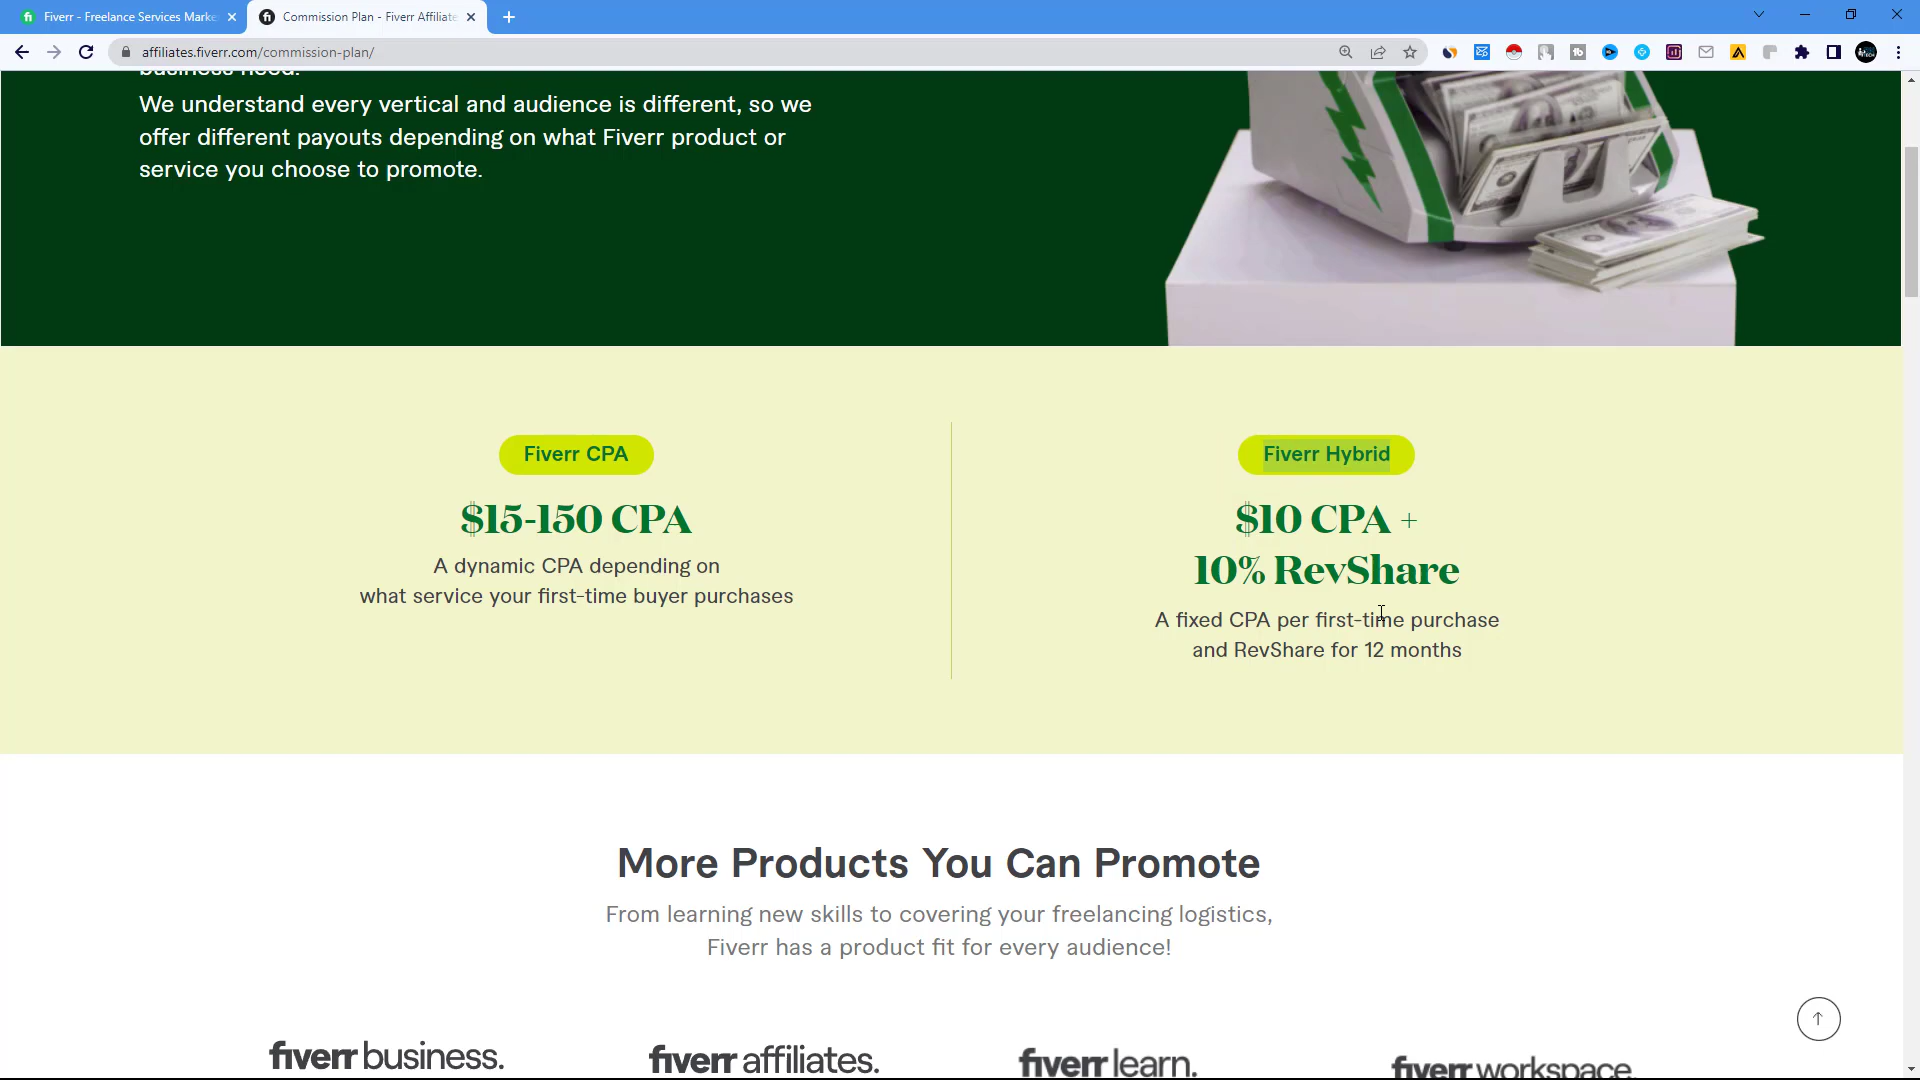 Fiverr - Freelance Services Marke
Commission Plan - Fiverr Affiliate
affiliates.fiverr.com/commission-plan/
business need.
We understand every vertical and audience is different, so we
offer different payouts depending on what Fiverr product or
service you choose to promote.
Fiverr CPA
$15-150 CPA
A dynamic CPA depending on
what service your first-time buyer purchases
Fiverr Hybrid
$10 CPA +
10% RevShare
A fixed CPA per first-time purchase
and RevShare for 12 months
More Products You Can Promote
From learning new skills to covering your freelancing logistics,
Fiverr has a product fit for every audience!
fiverr business.
fiverr affiliates.
fiverr learn.
fiverr workspace.